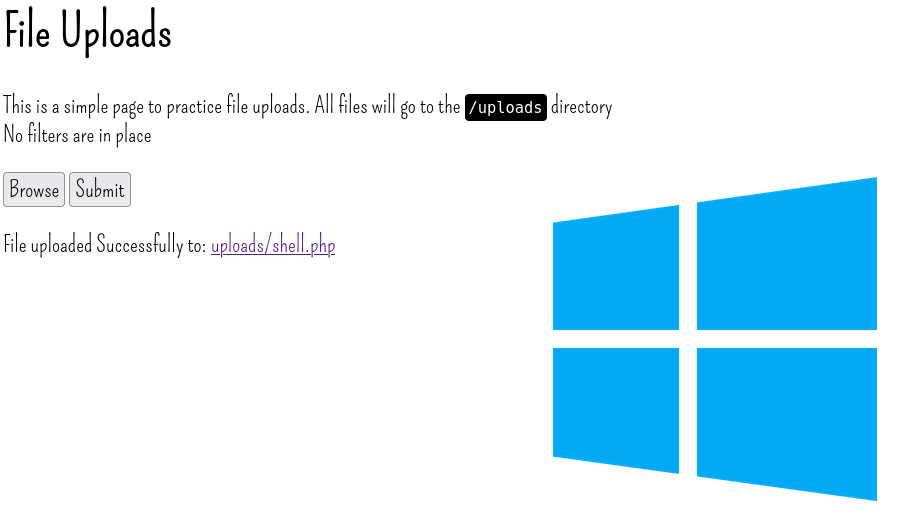 File Uploads
This is a simple page to practice file uploads. All files will go to the /uploads directory
No filters are in place
Browse Submit
File uploaded Successfully to: uploads/shell.php